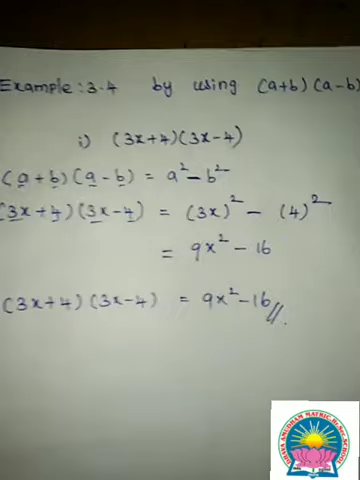 Example : 3.4 by using (a+b) (a-b)
i) (3x+4)(3x-4)
(a+b)(a-b) = a²-b²
(3x+4)(3x-4) = (3x)² - (4)²
= 9x² - 16
(3x+4)(3x-4) = 9x²-16//.